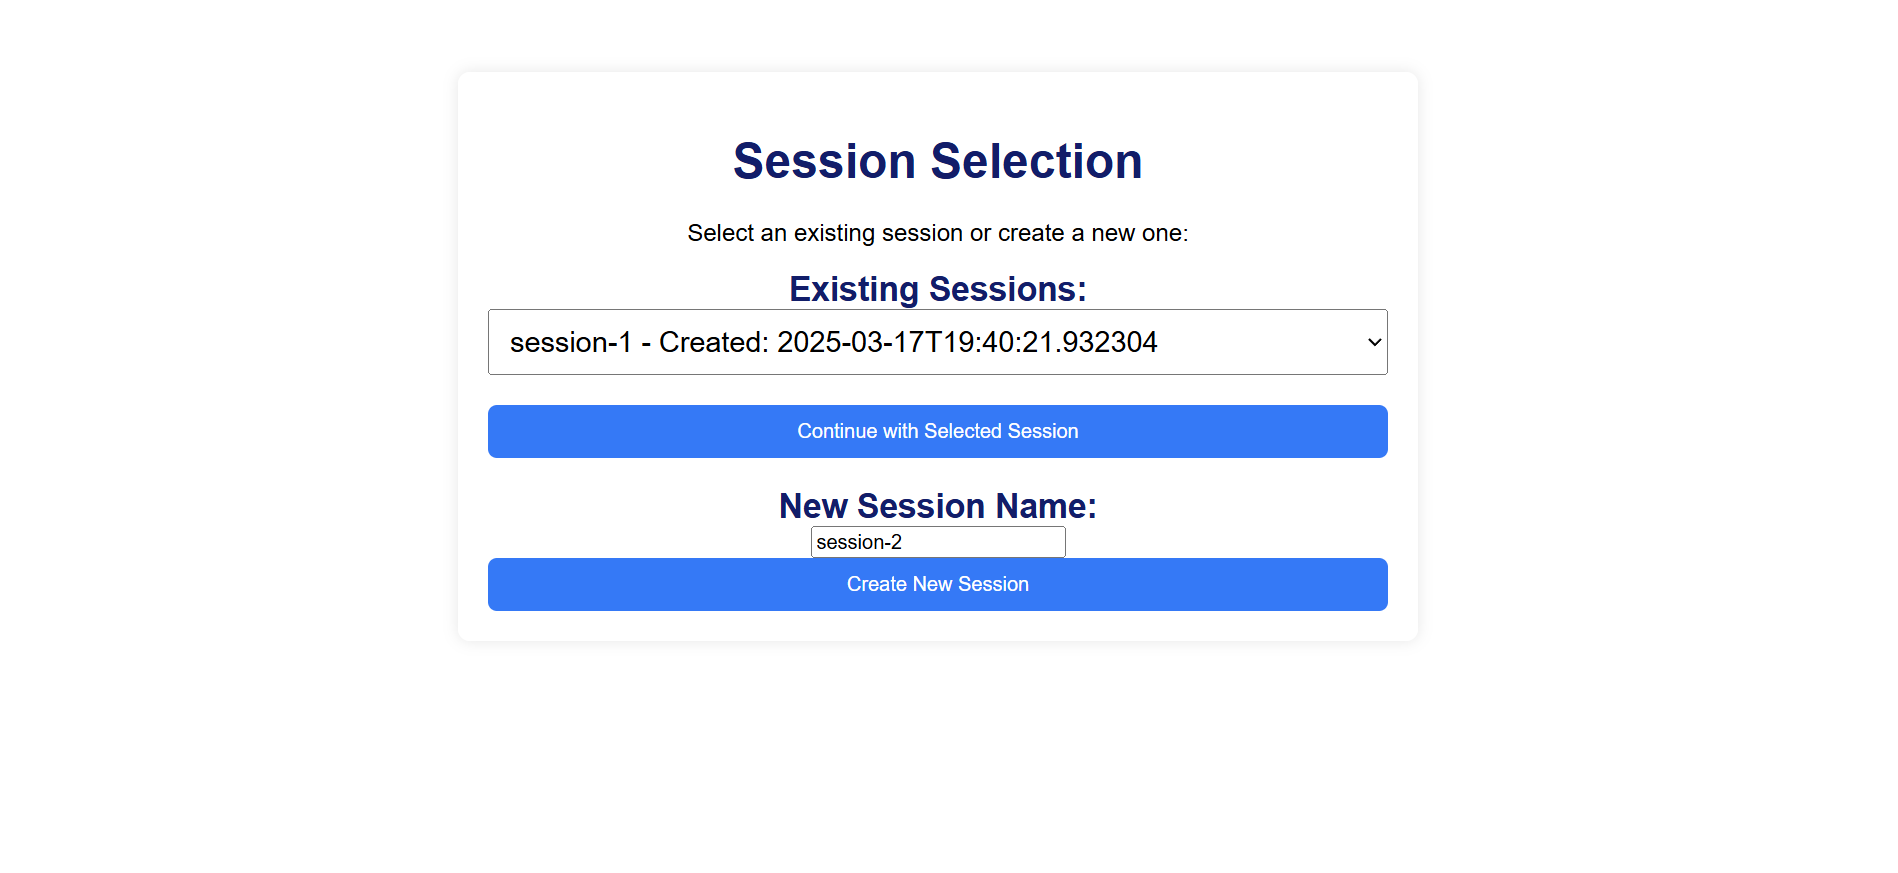 Session Selection
Select an existing session or create a new one:
Existing Sessions:
session-1 - Created: 2025-03-17T19:40:21.932304
Continue with Selected Session
New Session Name:
session-2
Create New Session